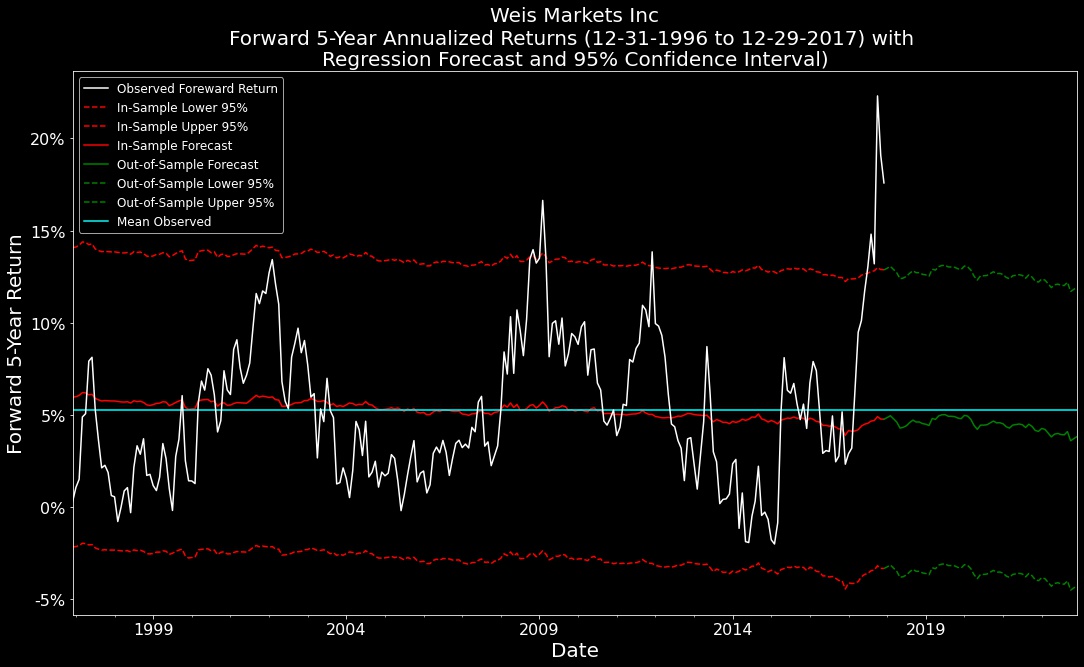 Weis Markets Inc
Forward 5-Year Annualized Returns (12-31-1996 to 12-29-2017) with
Regression Forecast and 95% Confidence Interval)
Observed Foreward Return
In-Sample Lower 95%
In-Sample Upper 95%
In-Sample Forecast
Out-of-Sample Forecast
Out-of-Sample Lower 95%
Out-of-Sample Upper 95%
Mean Observed
Forward 5-Year Return
20%
15%
10%
5%
0%
-5%
1999
2004
2009
2014
2019
Date